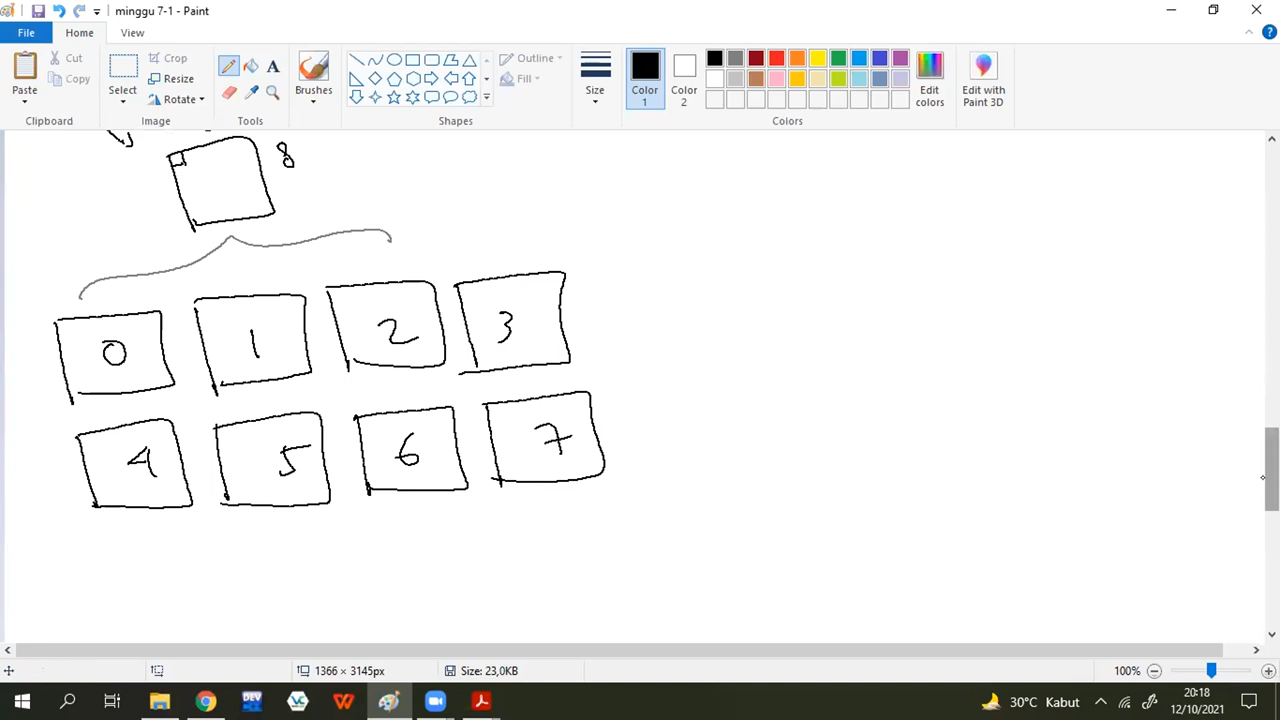 minggu 7-1 - Paint
File Home View
Paste
Cut
Copy
Clipboard
Select
Crop
Resize
Rotate
Image
A
Tools
Brushes
Shapes
Outline
Fill
Size
Color 1
Color 2
Colors
Edit colors
Edit with Paint 3D
8
0 1 2 3
4 5 6 7
1366 × 3145px
Size: 23,0KB
100%
DEV
30°C Kabut
20:18
12/10/2021